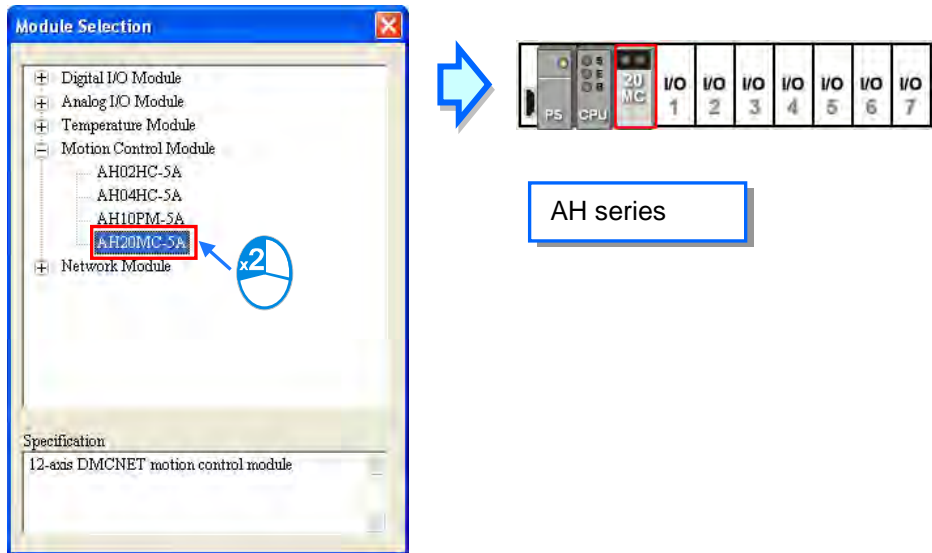 Module Selection
Digital I/O Module
Analog I/O Module
Temperature Module
Motion Control Module
AH02HC-5A
AH04HC-5A
AH10PM-5A
AH20MC-5A
Network Module
x2
Specification
12-axis DMCNET motion control module
PS
CPU
S
E
B
20
MC
I/O I/O I/O I/O I/O I/O I/O
1 2 3 4 5 6 7
AH series